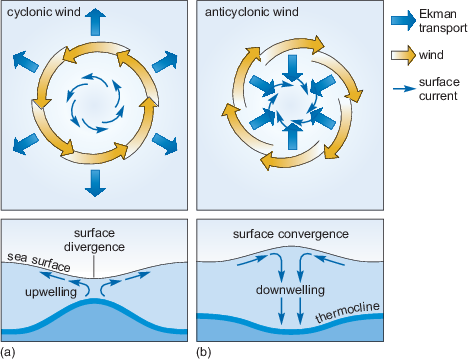 cyclonic wind
anticyclonic wind
Ekman
transport
wind
surface
current
surface
divergence
sea surface
upwelling
surface convergence
downwelling
thermocline
(a)
(b)